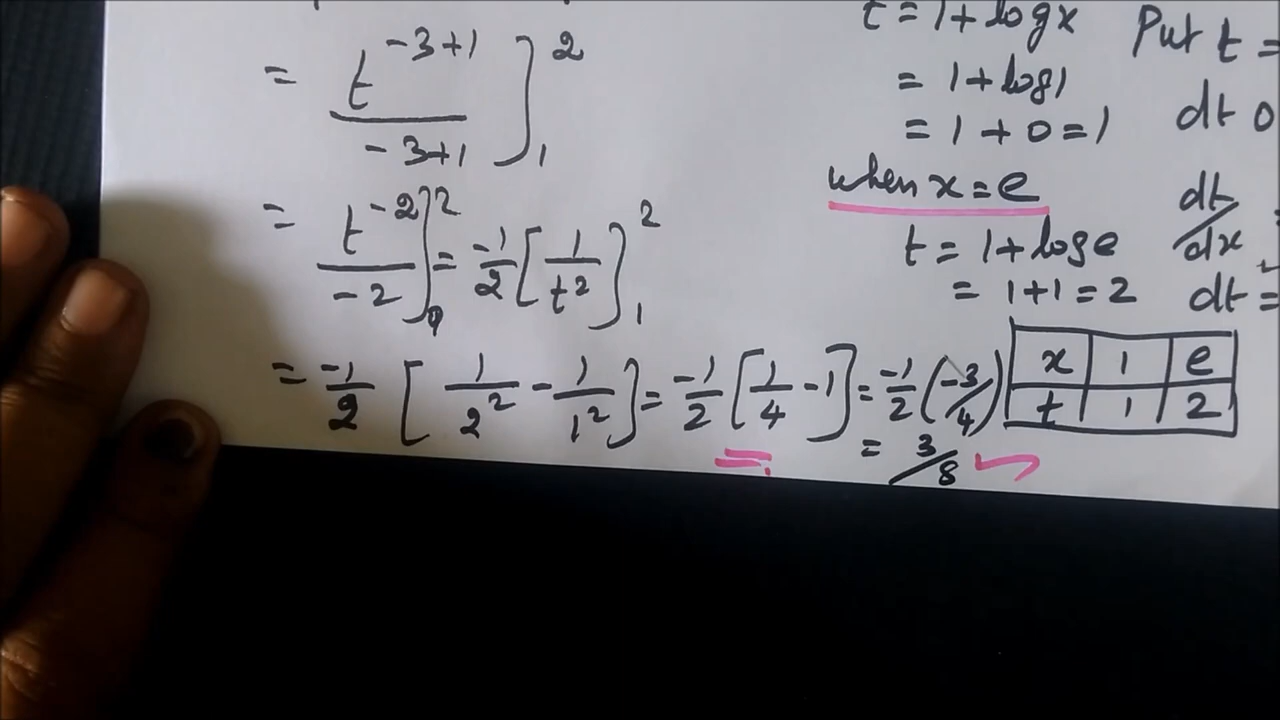 = t^{-3+1} / -3+1 ]_1^2
= t^{-2} / -2 ] ^2 = -1/2 [ 1/t^2 ]_1^2
= -1/2 [ 1/2^2 - 1/1^2 ] = -1/2 [ 1/4 - 1 ] = -1/2 ( -3/4 )
= 3/8
t = 1 + log x
= 1 + log 1
= 1 + 0 = 1
when x = e
t = 1 + log e
= 1 + 1 = 2
x 1 e
t 1 2
Put t =
dt
dt/dx
dt =